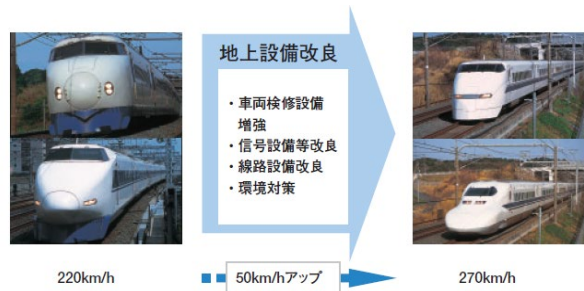 地上設備改良
・車両検修設備
増強
・信号設備等改良
・線路設備改良
・環境対策
220km/h
50km/hアップ
270km/h